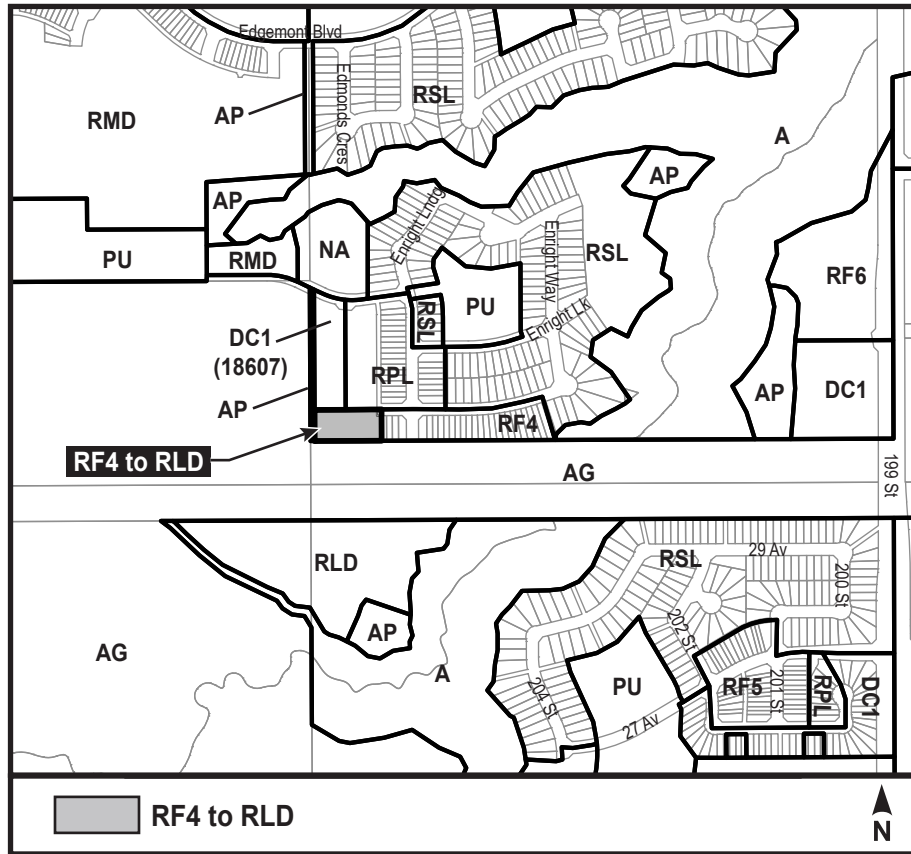 Edgemont Blvd
Edmonds Cres
RSL
RMD
AP
A
AP
AP
Enright Lndg
NA
Enright Way
RSL
PU
RMD
RF6
RSL
PU
Enright Lk
DC1
(18607)
RPL
AP
DC1
AP
RF4
RF4 to RLD
AG
199 St
RLD
RSL
29 Av
200 St
AP
202 St
AG
A
PU
RF5
201 St
RPL
DC1
204 St
27 Av
RF4 to RLD
N